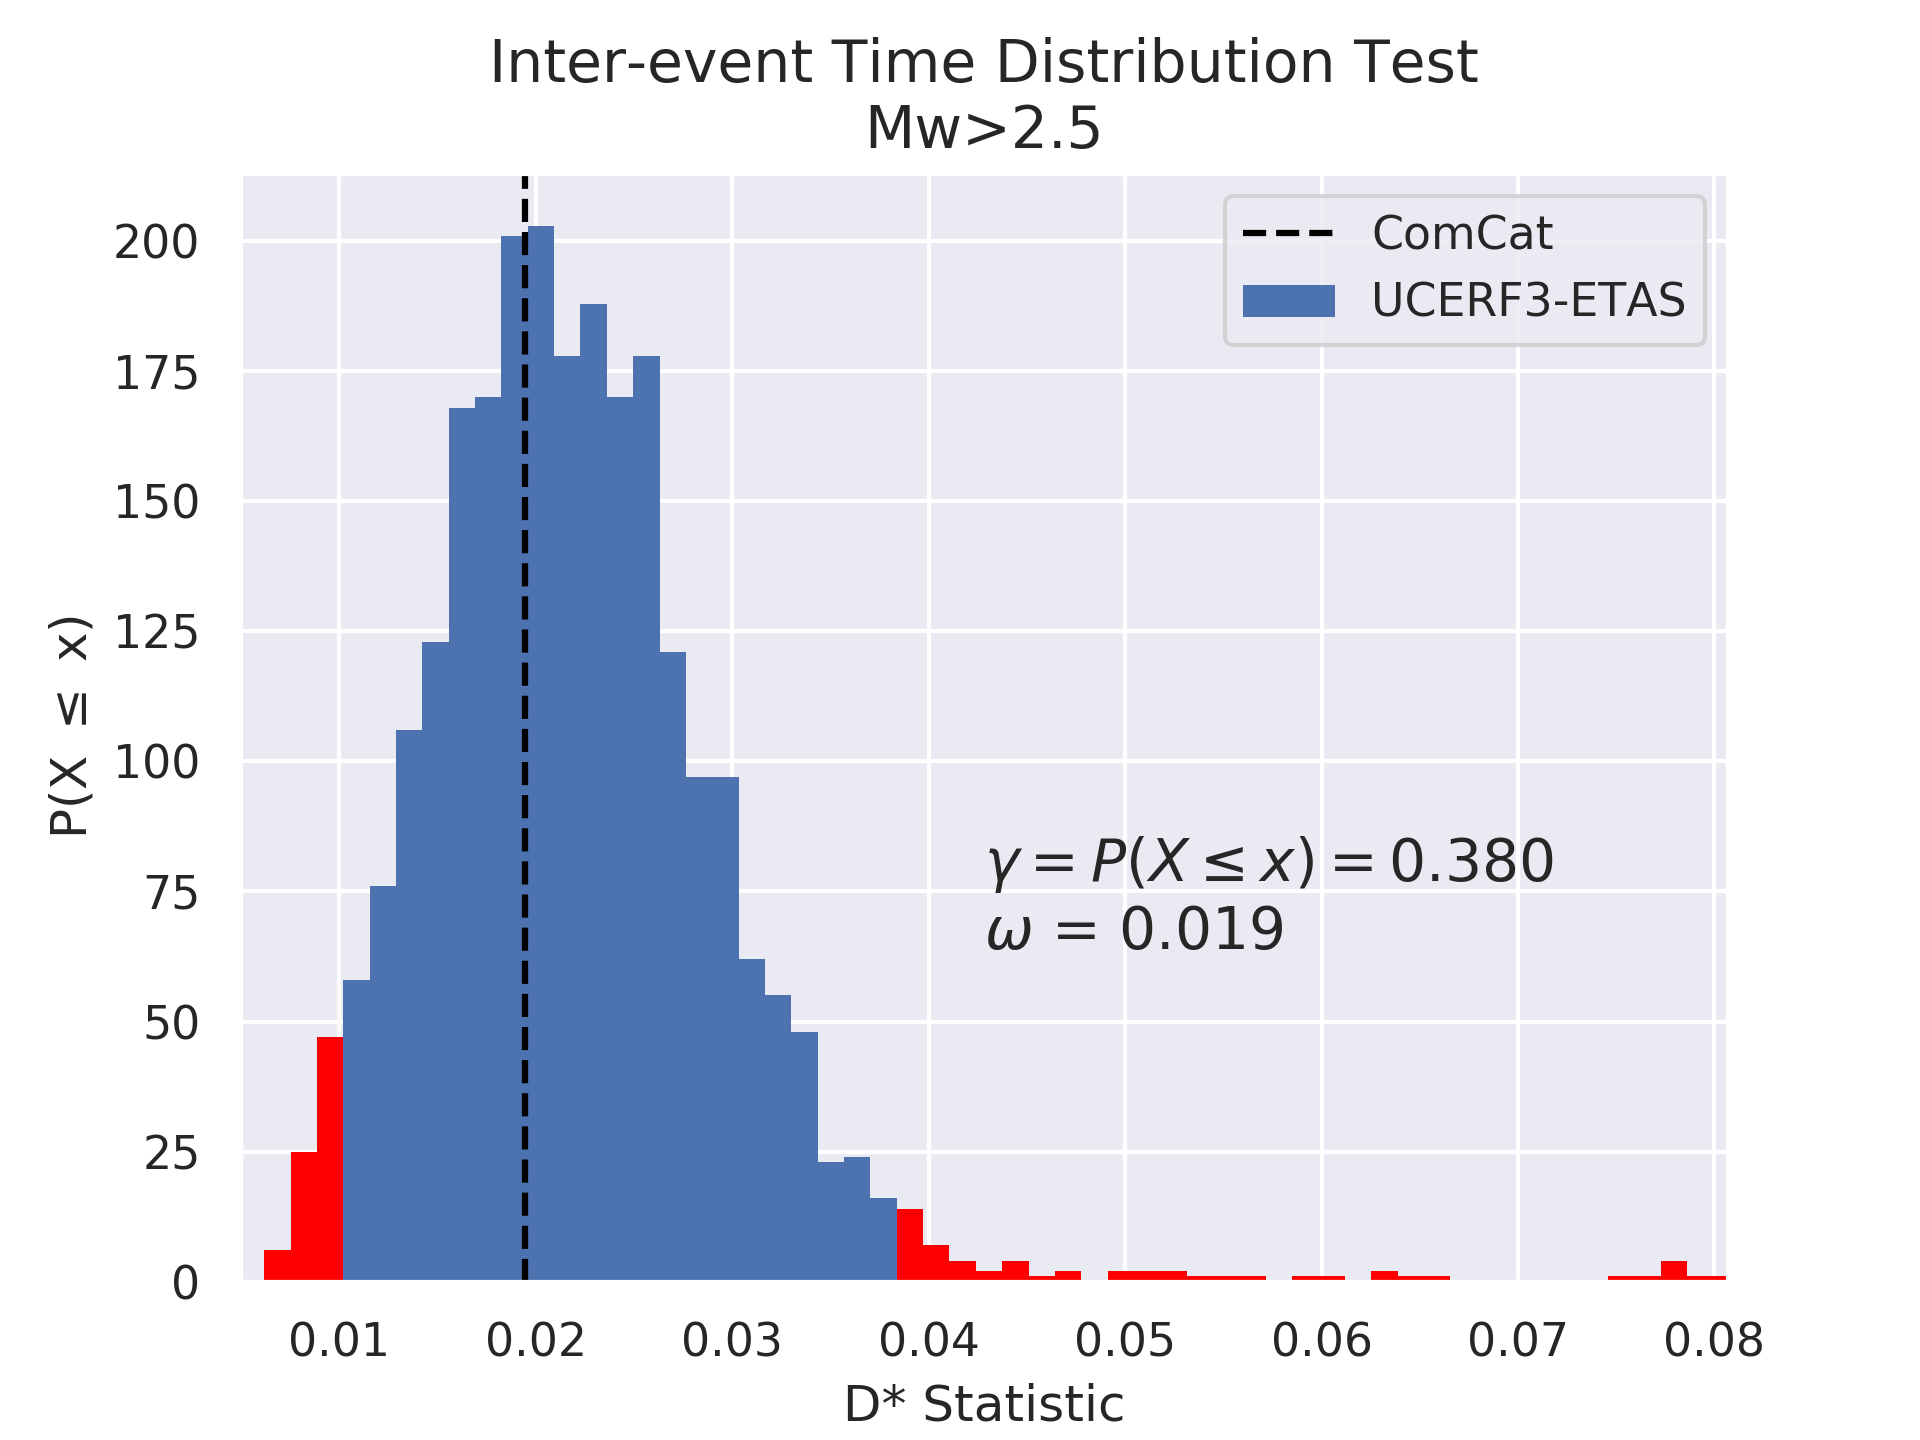 Inter-event Time Distribution Test
Mw>2.5
ComCat
UCERF3-ETAS
P(X ≤ x)
200
175
150
125
100
75
50
25
0
γ = P(X ≤ x) = 0.380
ω = 0.019
0.01 0.02 0.03 0.04 0.05 0.06 0.07 0.08
D* Statistic